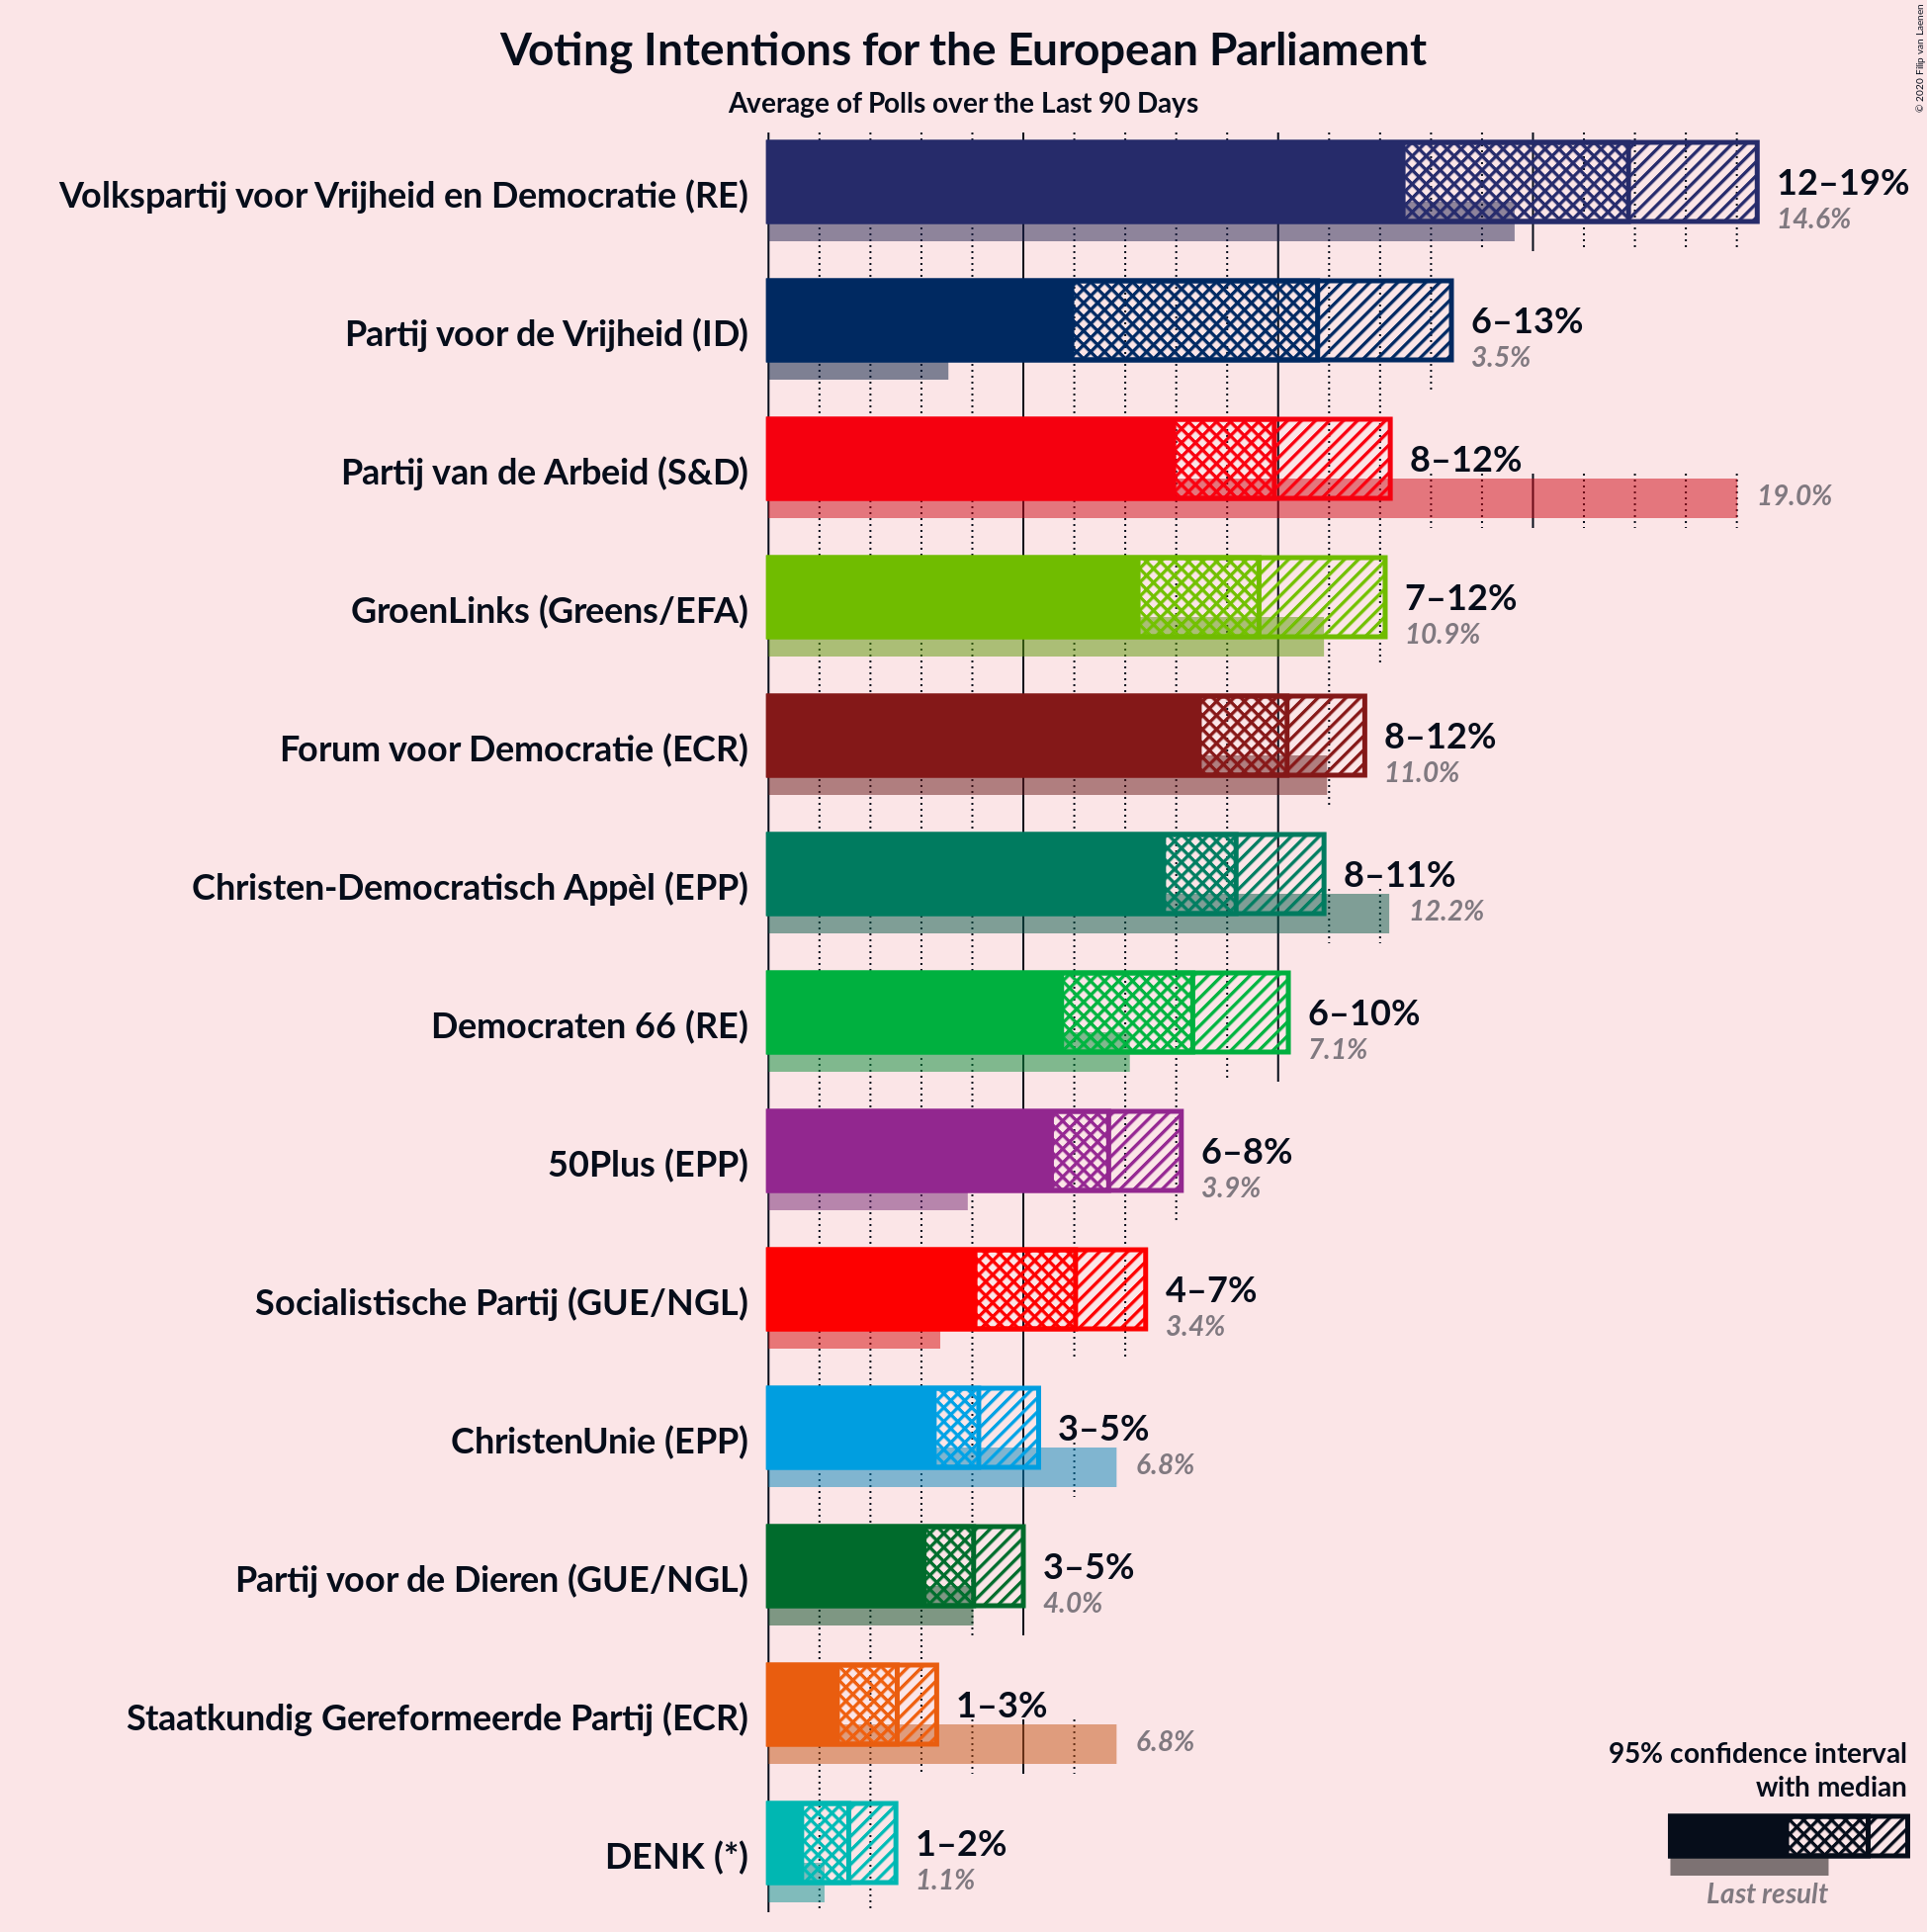 Voting Intentions for the European Parliament
Average of Polls over the Last 90 Days
© 2020 Filip van Laenen
Volkspartij voor Vrijheid en Democratie (RE)
12–19%
14.6%
Partij voor de Vrijheid (ID)
6–13%
3.5%
Partij van de Arbeid (S&D)
8–12%
19.0%
GroenLinks (Greens/EFA)
7–12%
10.9%
Forum voor Democratie (ECR)
8–12%
11.0%
Christen-Democratisch Appèl (EPP)
8–11%
12.2%
Democraten 66 (RE)
6–10%
7.1%
50Plus (EPP)
6–8%
3.9%
Socialistische Partij (GUE/NGL)
4–7%
3.4%
ChristenUnie (EPP)
3–5%
6.8%
Partij voor de Dieren (GUE/NGL)
3–5%
4.0%
Staatkundig Gereformeerde Partij (ECR)
1–3%
6.8%
DENK (*)
1–2%
1.1%
95% confidence interval
with median
Last result